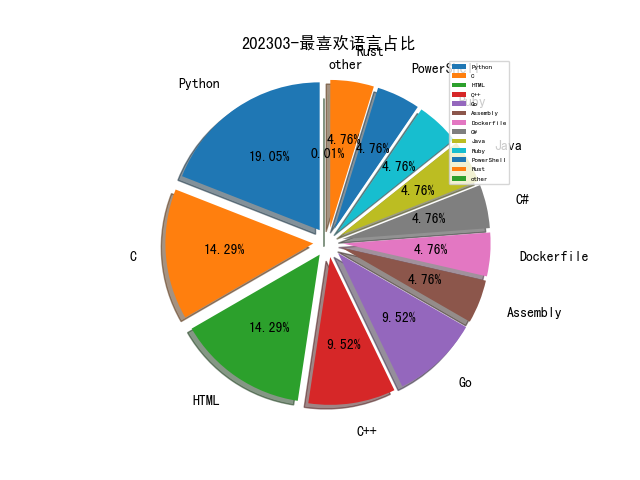 202303-最喜欢语言占比
Rust
other
PowerShell
Python
Ruby
Java
C#
Dockerfile
Assembly
Go
C++
HTML
C
19.05%
14.29%
14.29%
9.52%
9.52%
4.76%
4.76%
4.76%
4.76%
4.76%
4.76%
4.76%
0.01%
Python
C
HTML
C++
Go
Assembly
Dockerfile
C#
Java
Ruby
PowerShell
Rust
other